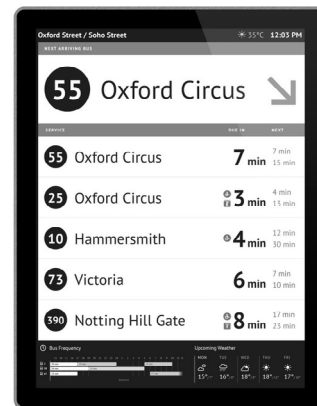 Oxford Street / Soho Street 35°C 12:03 PM
NEXT ARRIVING BUS
55 Oxford Circus
SERVICE DUE IN NEXT
55 Oxford Circus 7 min 7 min 15 min
25 Oxford Circus 3 min 4 min 13 min
10 Hammersmith 4 min 12 min 30 min
73 Victoria 6 min 7 min 10 min
390 Notting Hill Gate 8 min 17 min 23 min
Bus Frequency Upcoming Weather
MON TUE WED THU FRI
15° 16° 18° 18° 17°